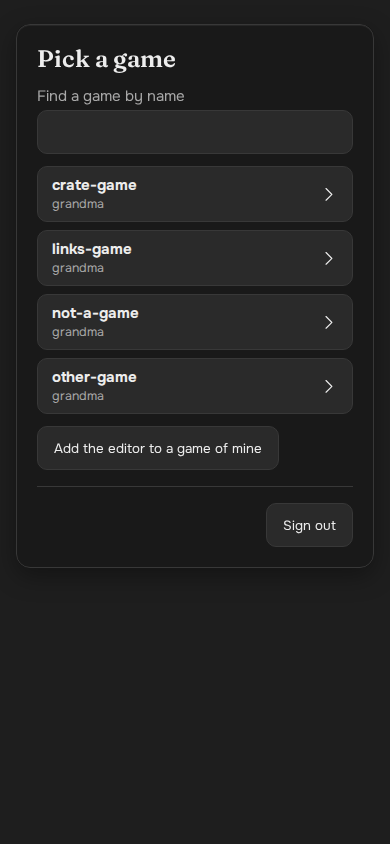 Pick a game
Find a game by name
crate-game
grandma
links-game
grandma
not-a-game
grandma
other-game
grandma
Add the editor to a game of mine
Sign out